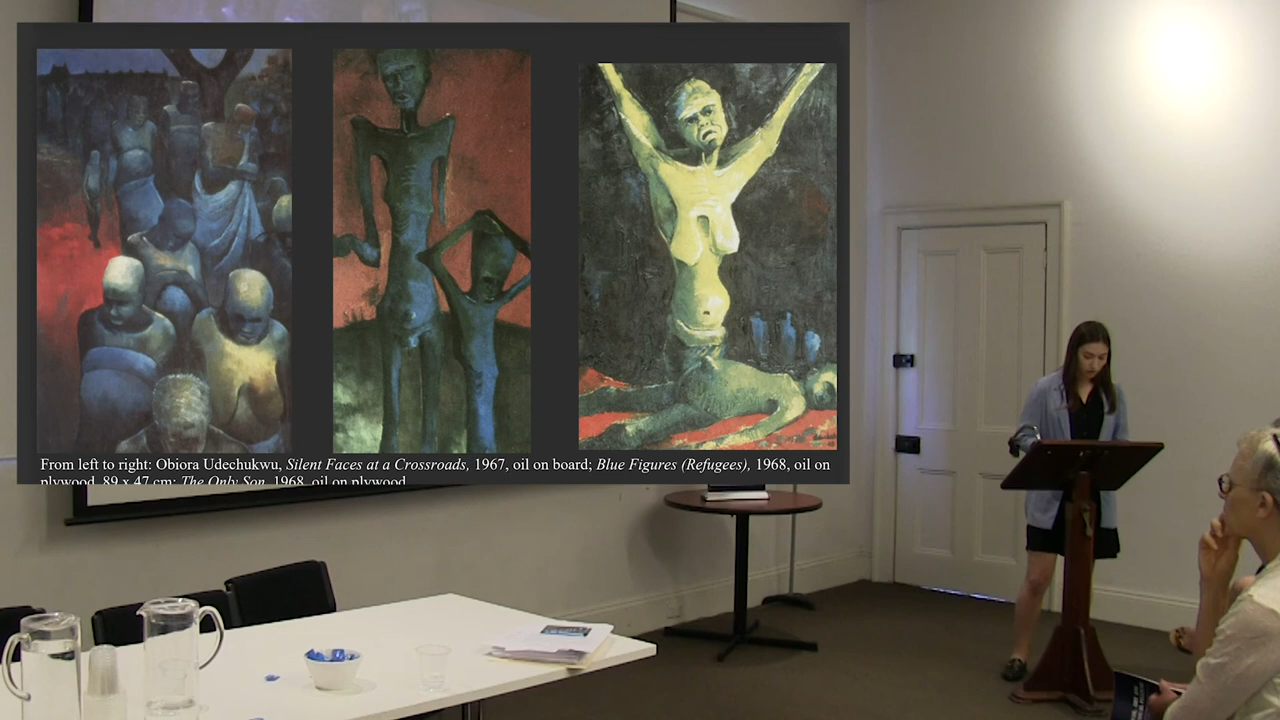 From left to right: Obiora Udechukwu, Silent Faces at a Crossroads, 1967, oil on board; Blue Figures (Refugees), 1968, oil on
plywood, 89 x 47 cm; The Only Son, 1968, oil on plywood